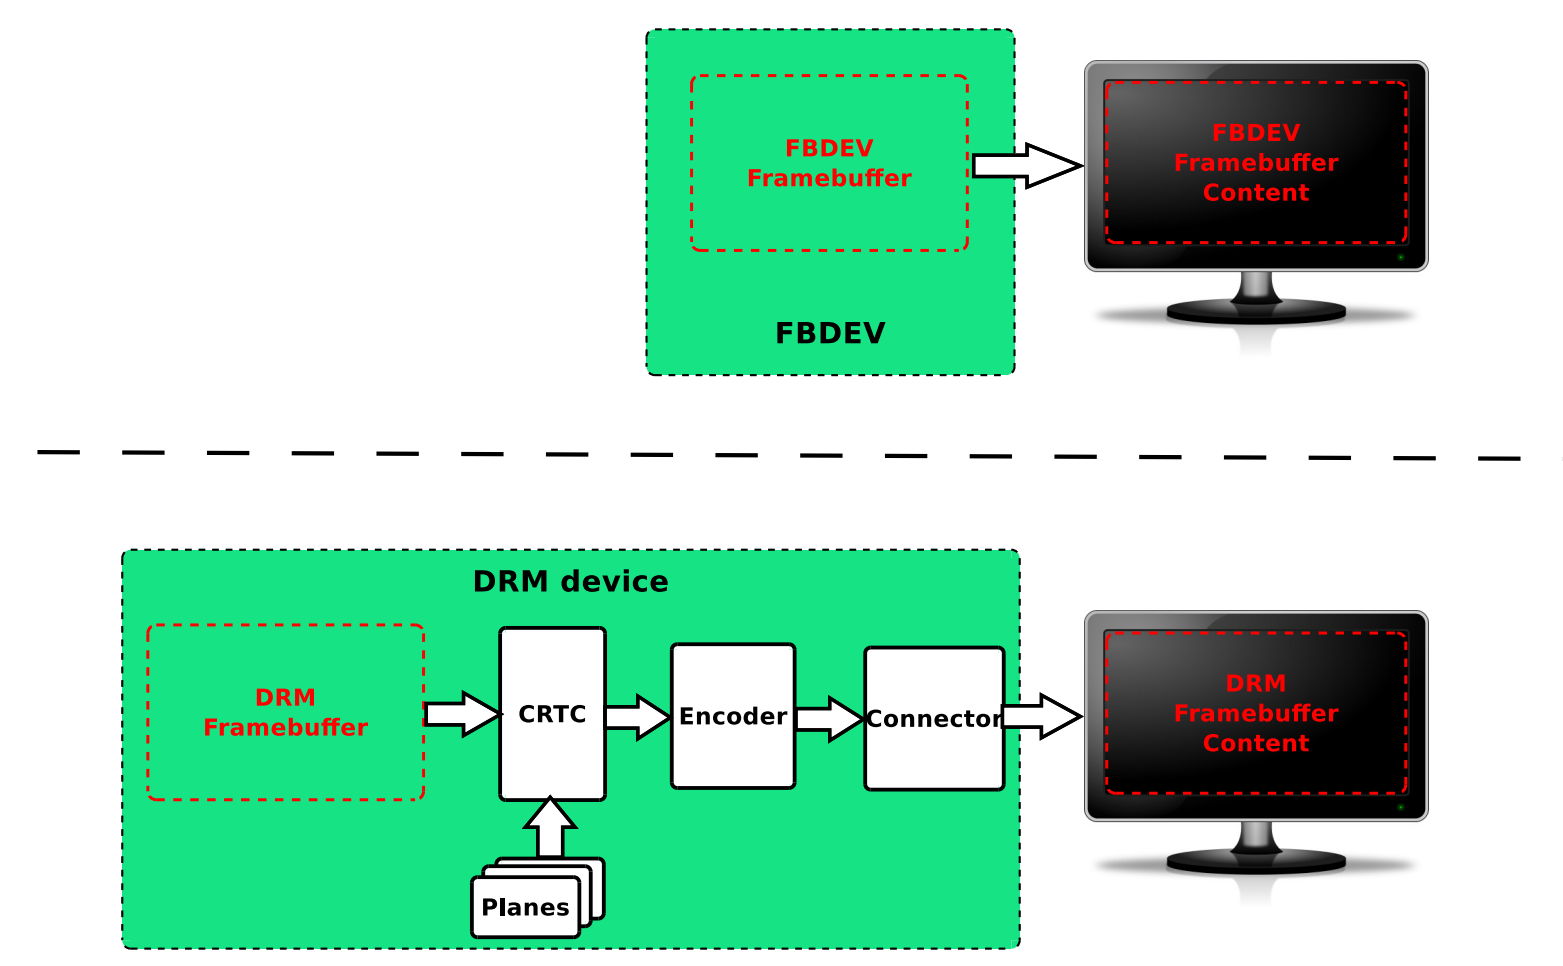 FBDEV
Framebuffer
FBDEV
FBDEV
Framebuffer
Content
DRM device
DRM
Framebuffer
CRTC
Encoder
Connector
Planes
DRM
Framebuffer
Content